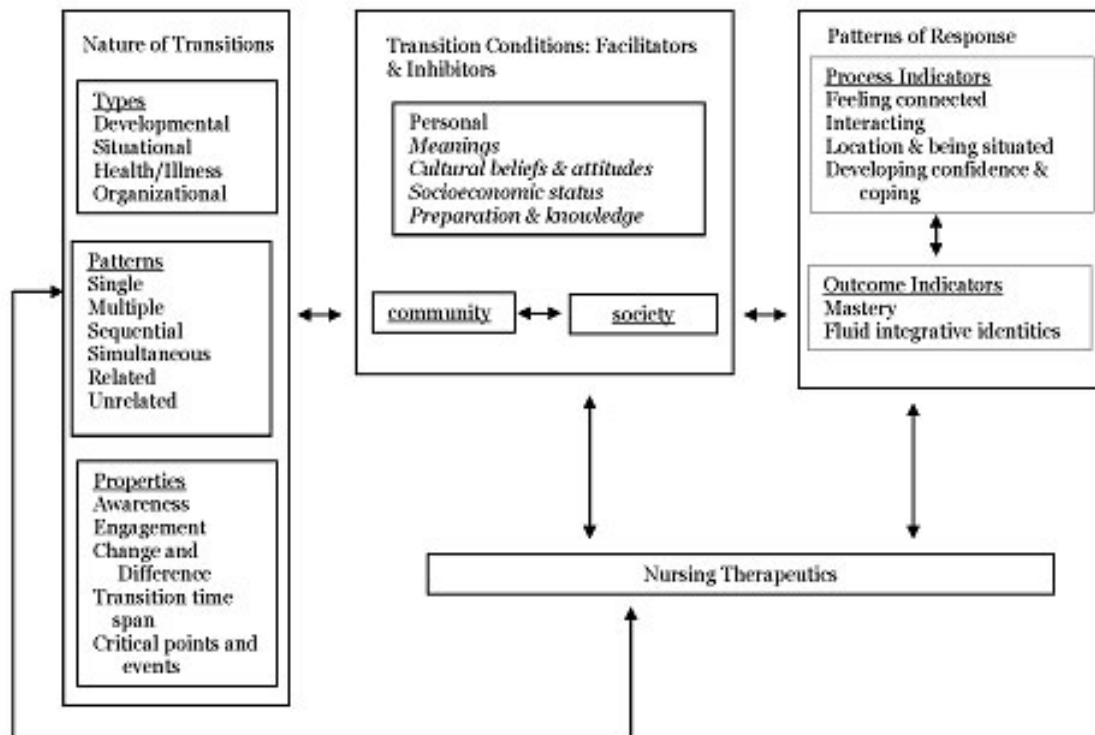 Nature of Transitions
Types
Developmental
Situational
Health/Illness
Organizational
Patterns
Single
Multiple
Sequential
Simultaneous
Related
Unrelated
Properties
Awareness
Engagement
Change and
Difference
Transition time
span
Critical points and
events
Transition Conditions: Facilitators
& Inhibitors
Personal
Meanings
Cultural beliefs & attitudes
Socioeconomic status
Preparation & knowledge
community
society
Patterns of Response
Process Indicators
Feeling connected
Interacting
Location & being situated
Developing confidence &
coping
Outcome Indicators
Mastery
Fluid integrative identities
Nursing Therapeutics